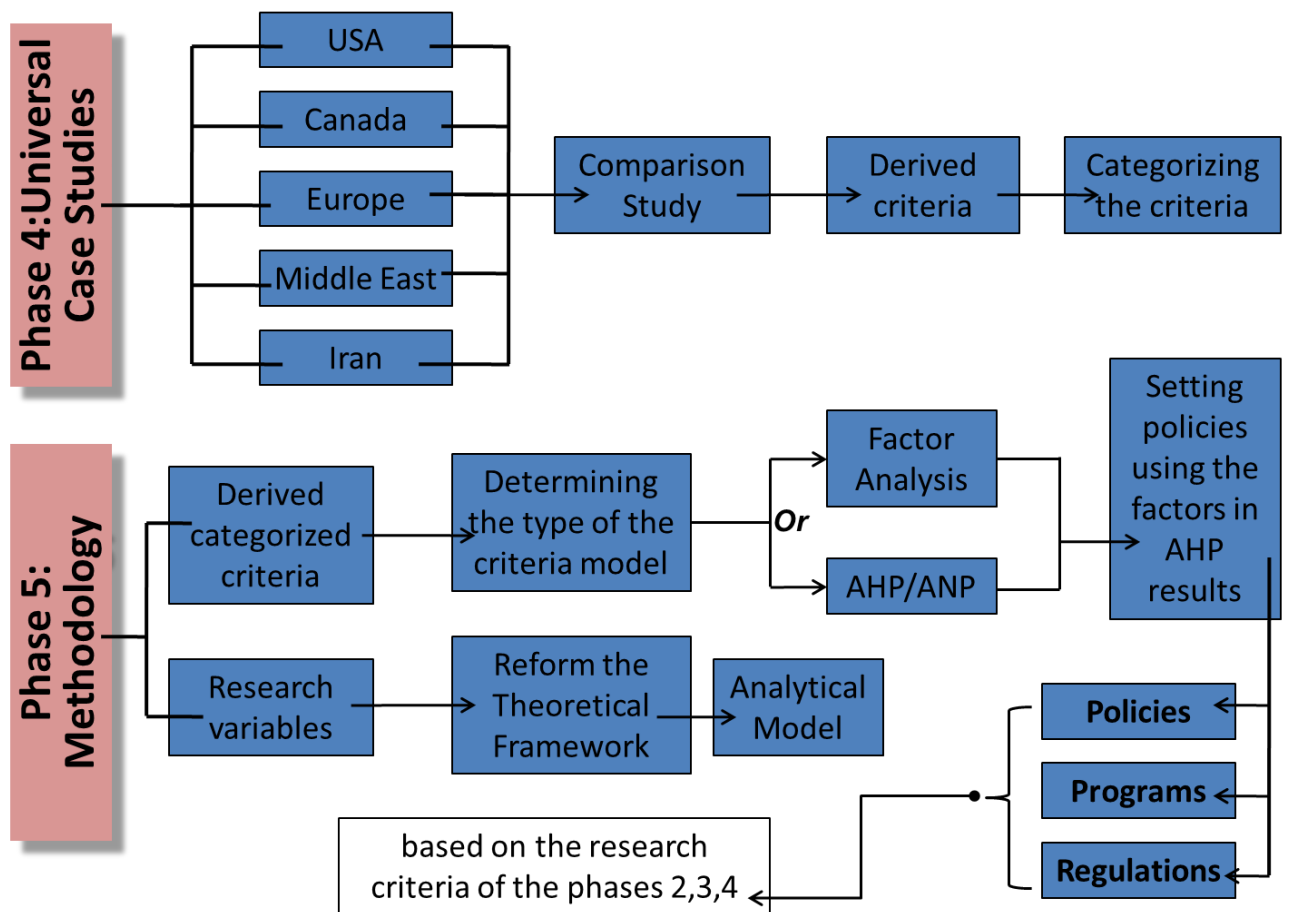 Phase 4:Universal
Case Studies
USA
Canada
Europe
Middle East
Iran
Comparison
Study
Derived
criteria
Categorizing
the criteria
Phase 5:
Methodology
Derived
categorized
criteria
Determining
the type of the
criteria model
Or
Factor
Analysis
AHP/ANP
Setting
policies
using the
factors in
AHP
results
Research
variables
Reform the
Theoretical
Framework
Analytical
Model
Policies
Programs
Regulations
based on the research
criteria of the phases 2,3,4